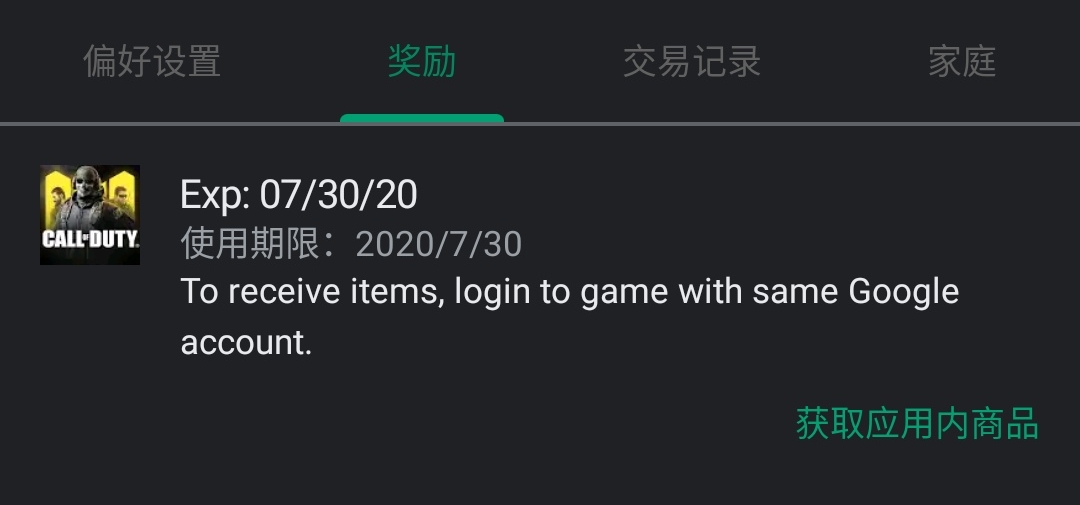 偏好设置 奖励 交易记录 家庭
CALL OF DUTY
Exp: 07/30/20
使用期限：2020/7/30
To receive items, login to game with same Google
account.
获取应用内商品